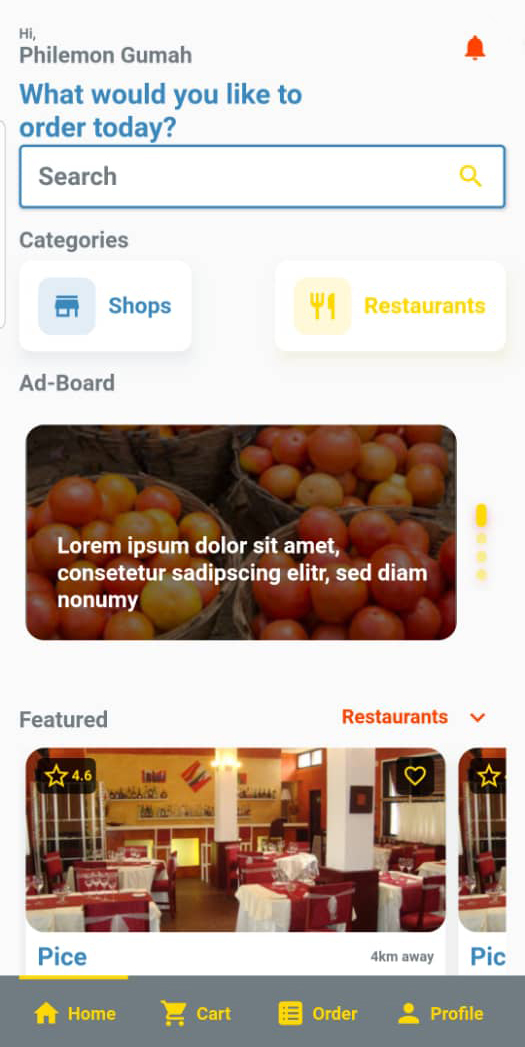 Hi,
Philemon Gumah
What would you like to
order today?
Search
Categories
Shops
Restaurants
Ad-Board
Lorem ipsum dolor sit amet,
consetetur sadipscing elitr, sed diam
nonumy
Featured
Restaurants
4.6
Pice
4km away
Pic
Home
Cart
Order
Profile